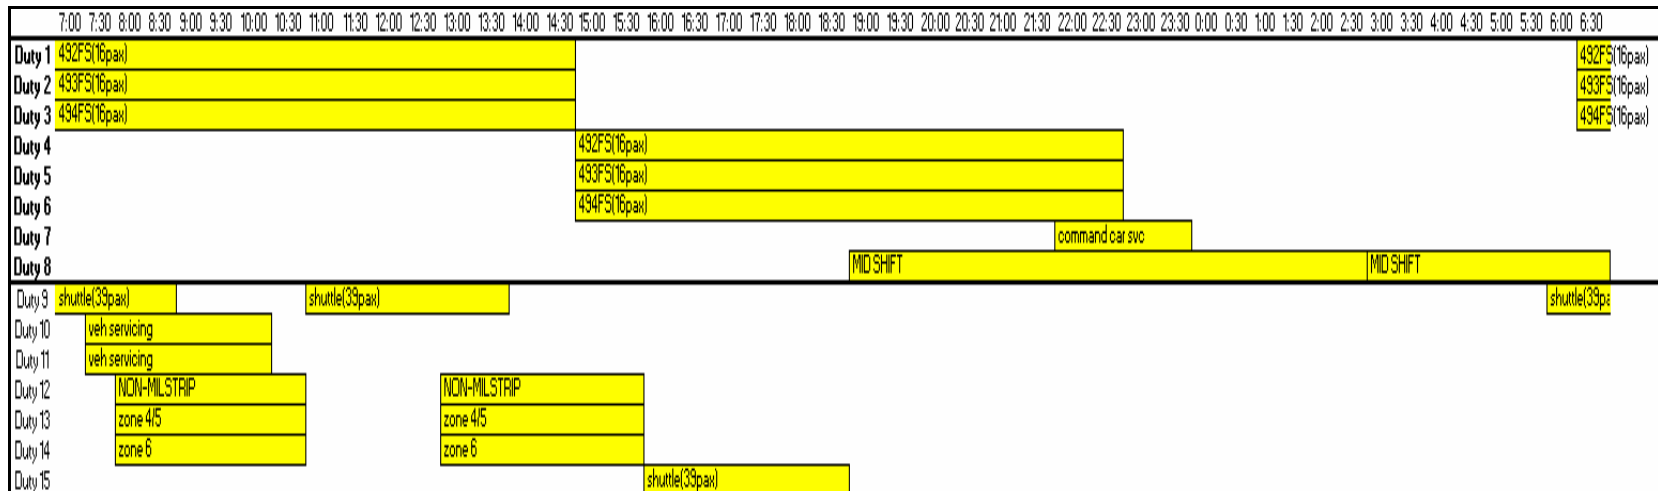 7:00 7:30 8:00 8:30 9:00 9:30 10:00 10:30 11:00 11:30 12:00 12:30 13:00 13:30 14:00 14:30 15:00 15:30 16:00 16:30 17:00 17:30 18:00 18:30 19:00 19:30 20:00 20:30 21:00 21:30 22:00 22:30 23:00 23:30 0:00 0:30 1:00 1:30 2:00 2:30 3:00 3:30 4:00 4:30 5:00 5:30 6:00 6:30
Duty 1 492FS(16pax) 492FS(16pax)
Duty 2 493FS(16pax) 493FS(16pax)
Duty 3 494FS(16pax) 494FS(16pax)
Duty 4 492FS(16pax)
Duty 5 493FS(16pax)
Duty 6 494FS(16pax)
Duty 7 command car svc
Duty 8 MID SHIFT MID SHIFT
Duty 9 shuttle(39pax) shuttle(39pax) shuttle(39pa
Duty 10 veh servicing
Duty 11 veh servicing
Duty 12 NON-MILSTRIP NON-MILSTRIP
Duty 13 zone 4/5 zone 4/5
Duty 14 zone 6 zone 6
Duty 15 shuttle(39pax)